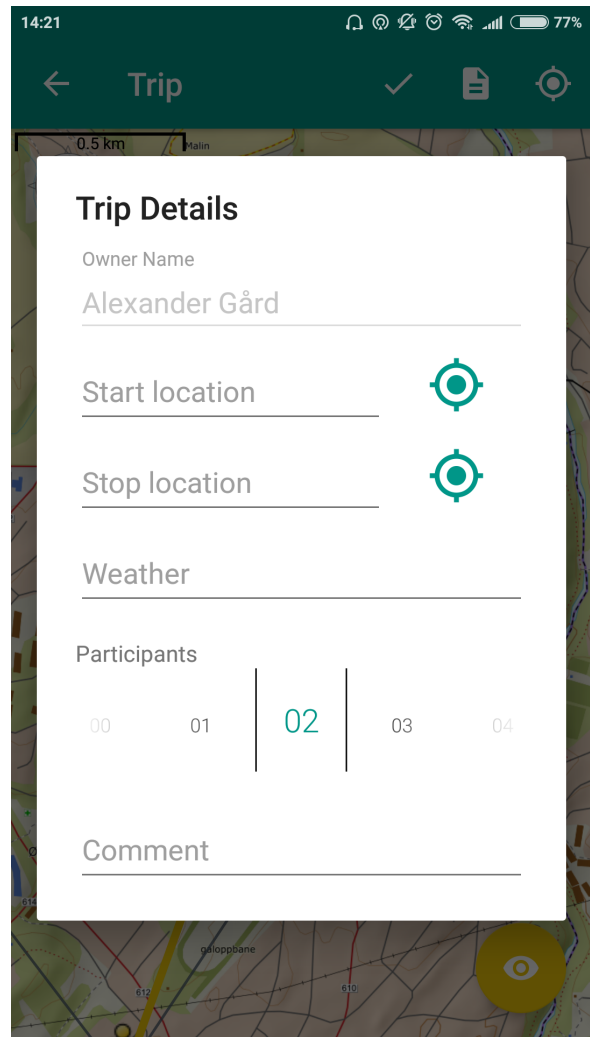 14:21
77%
Trip
0.5 km
Malin
Trip Details
Owner Name
Alexander Gård
Start location
Stop location
Weather
Participants
00 01 02 03 04
Comment
614
galoppbane
612
610